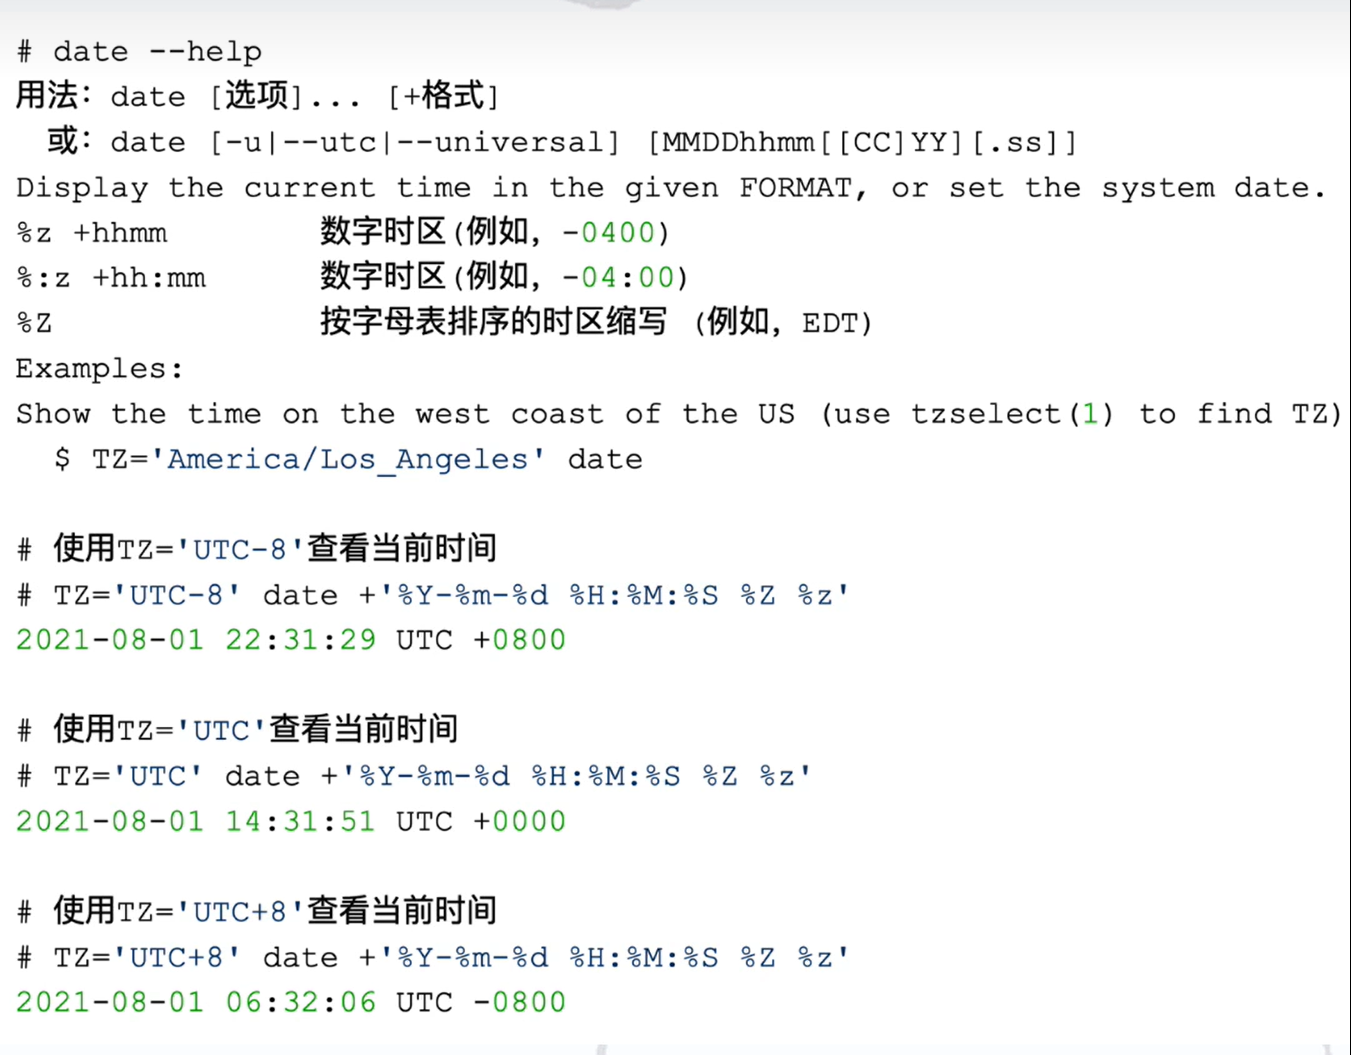 # date --help
用法：date [选项]... [+格式]
或：date [-u|--utc|--universal] [MMDDhhmm[[CC]YY][.ss]]
Display the current time in the given FORMAT, or set the system date.
%z +hhmm 数字时区(例如，-0400)
%:z +hh:mm 数字时区(例如，-04:00)
%Z 按字母表排序的时区缩写 (例如，EDT)
Examples:
Show the time on the west coast of the US (use tzselect(1) to find TZ)
$ TZ='America/Los_Angeles' date
# 使用TZ='UTC-8'查看当前时间
# TZ='UTC-8' date +'%Y-%m-%d %H:%M:%S %Z %z'
2021-08-01 22:31:29 UTC +0800
# 使用TZ='UTC'查看当前时间
# TZ='UTC' date +'%Y-%m-%d %H:%M:%S %Z %z'
2021-08-01 14:31:51 UTC +0000
# 使用TZ='UTC+8'查看当前时间
# TZ='UTC+8' date +'%Y-%m-%d %H:%M:%S %Z %z'
2021-08-01 06:32:06 UTC -0800